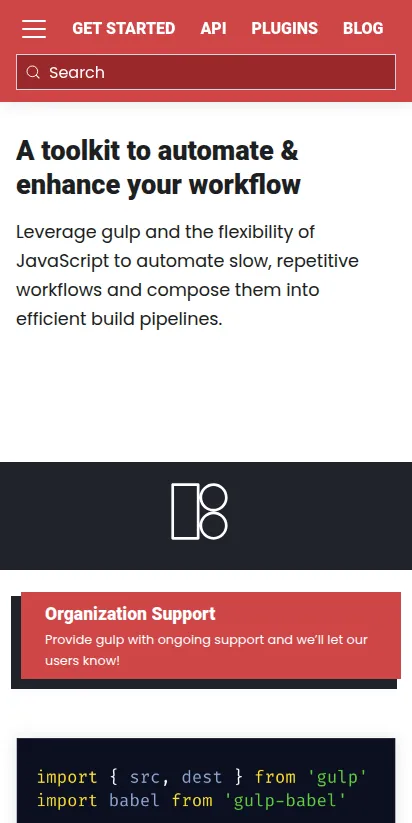 GET STARTED API PLUGINS BLOG
Search
A toolkit to automate &
enhance your workflow
Leverage gulp and the flexibility of
JavaScript to automate slow, repetitive
workflows and compose them into
efficient build pipelines.
Organization Support
Provide gulp with ongoing support and we'll let our
users know!
import { src, dest } from 'gulp'
import babel from 'gulp-babel'